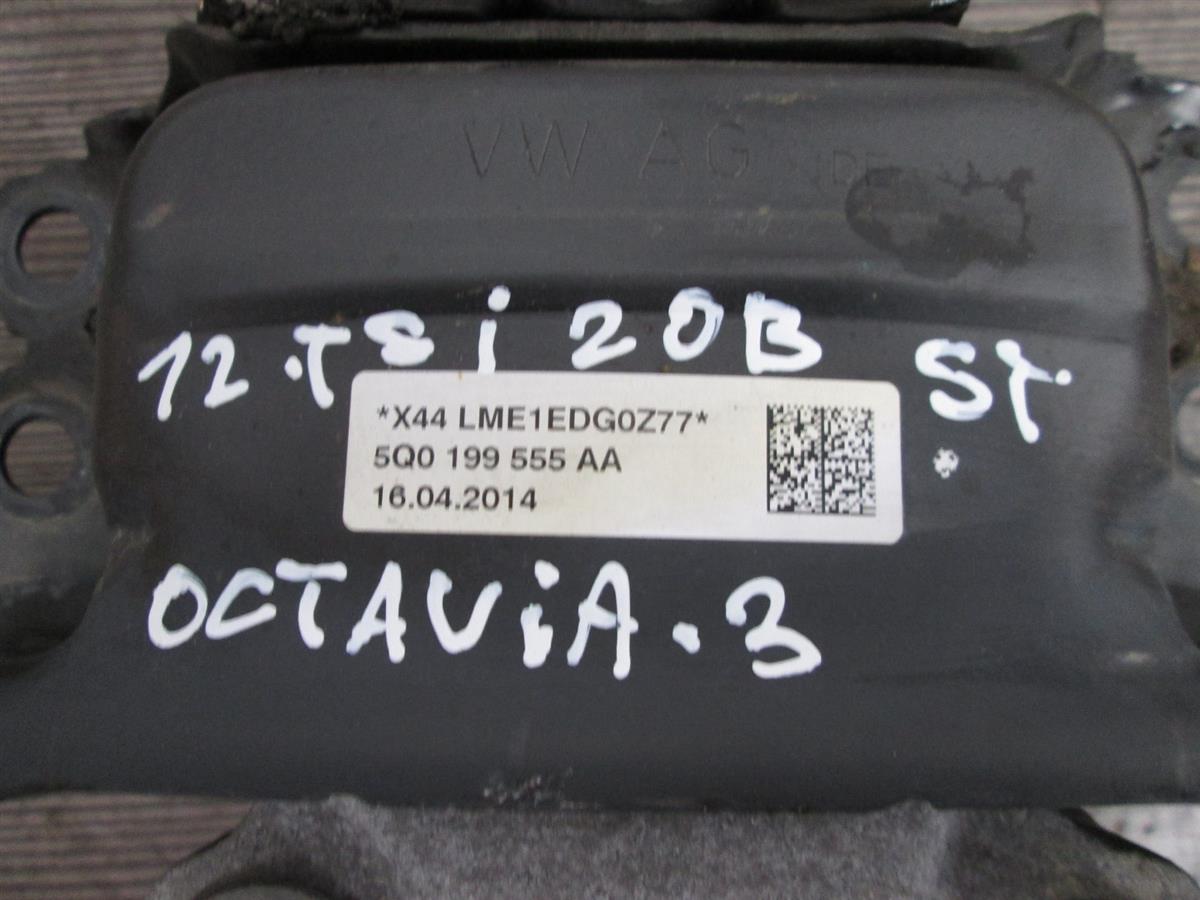 VW AG
12.TSi 20B ST
*X44 LME1EDG0Z77*
5Q0 199 555 AA
16.04.2014
OCTAViA.3